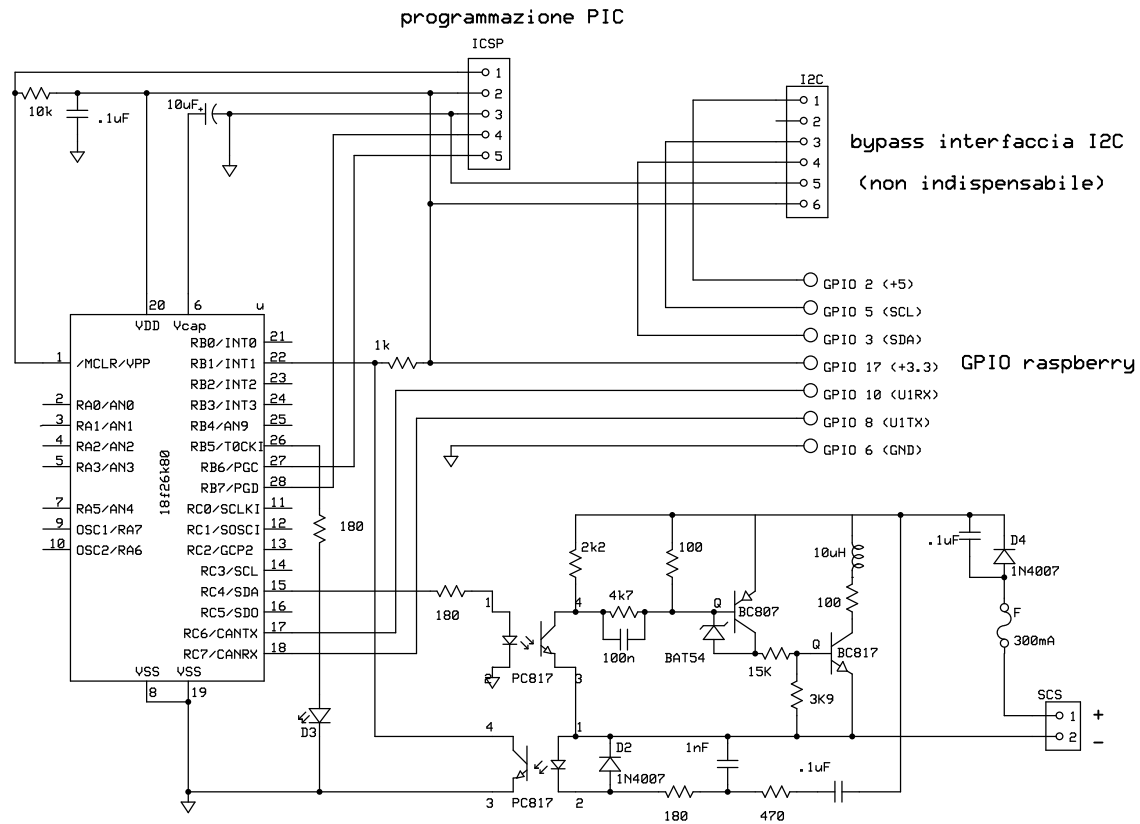 programmazione PIC
ICSP
1
2
3
4
5
10k
.1uF
10uF
+
I2C
1
2
3
4
5
6
bypass interfaccia I2C
(non indispensabile)
GPIO 2 (+5)
GPIO 5 (SCL)
GPIO 3 (SDA)
GPIO 17 (+3.3)
GPIO 10 (U1RX)
GPIO 8 (U1TX)
GPIO 6 (GND)
GPIO raspberry
20
6
u
VDD
Vcap
1
/MCLR/VPP
2
RA0/AN0
3
RA1/AN1
4
RA2/AN2
5
RA3/AN3
7
RA5/AN4
9
OSC1/RA7
10
OSC2/RA6
18f26k80
RB0/INT0
21
RB1/INT1
22
RB2/INT2
23
RB3/INT3
24
RB4/AN9
25
RB5/T0CKI
26
RB6/PGC
27
RB7/PGD
28
RC0/SCLKI
11
RC1/SOSCI
12
RC2/GCP2
13
RC3/SCL
14
RC4/SDA
15
RC5/SDO
16
RC6/CANTX
17
RC7/CANRX
18
VSS
VSS
8
19
1k
180
D3
180
1
2
PC817
4
3
2k2
4k7
100n
100
Q
BC807
BAT54
15K
3K9
10uH
100
Q
BC817
.1uF
D4
1N4007
F
300mA
SCS
1
+
2
-
4
3
PC817
1
2
D2
1N4007
180
1nF
470
.1uF